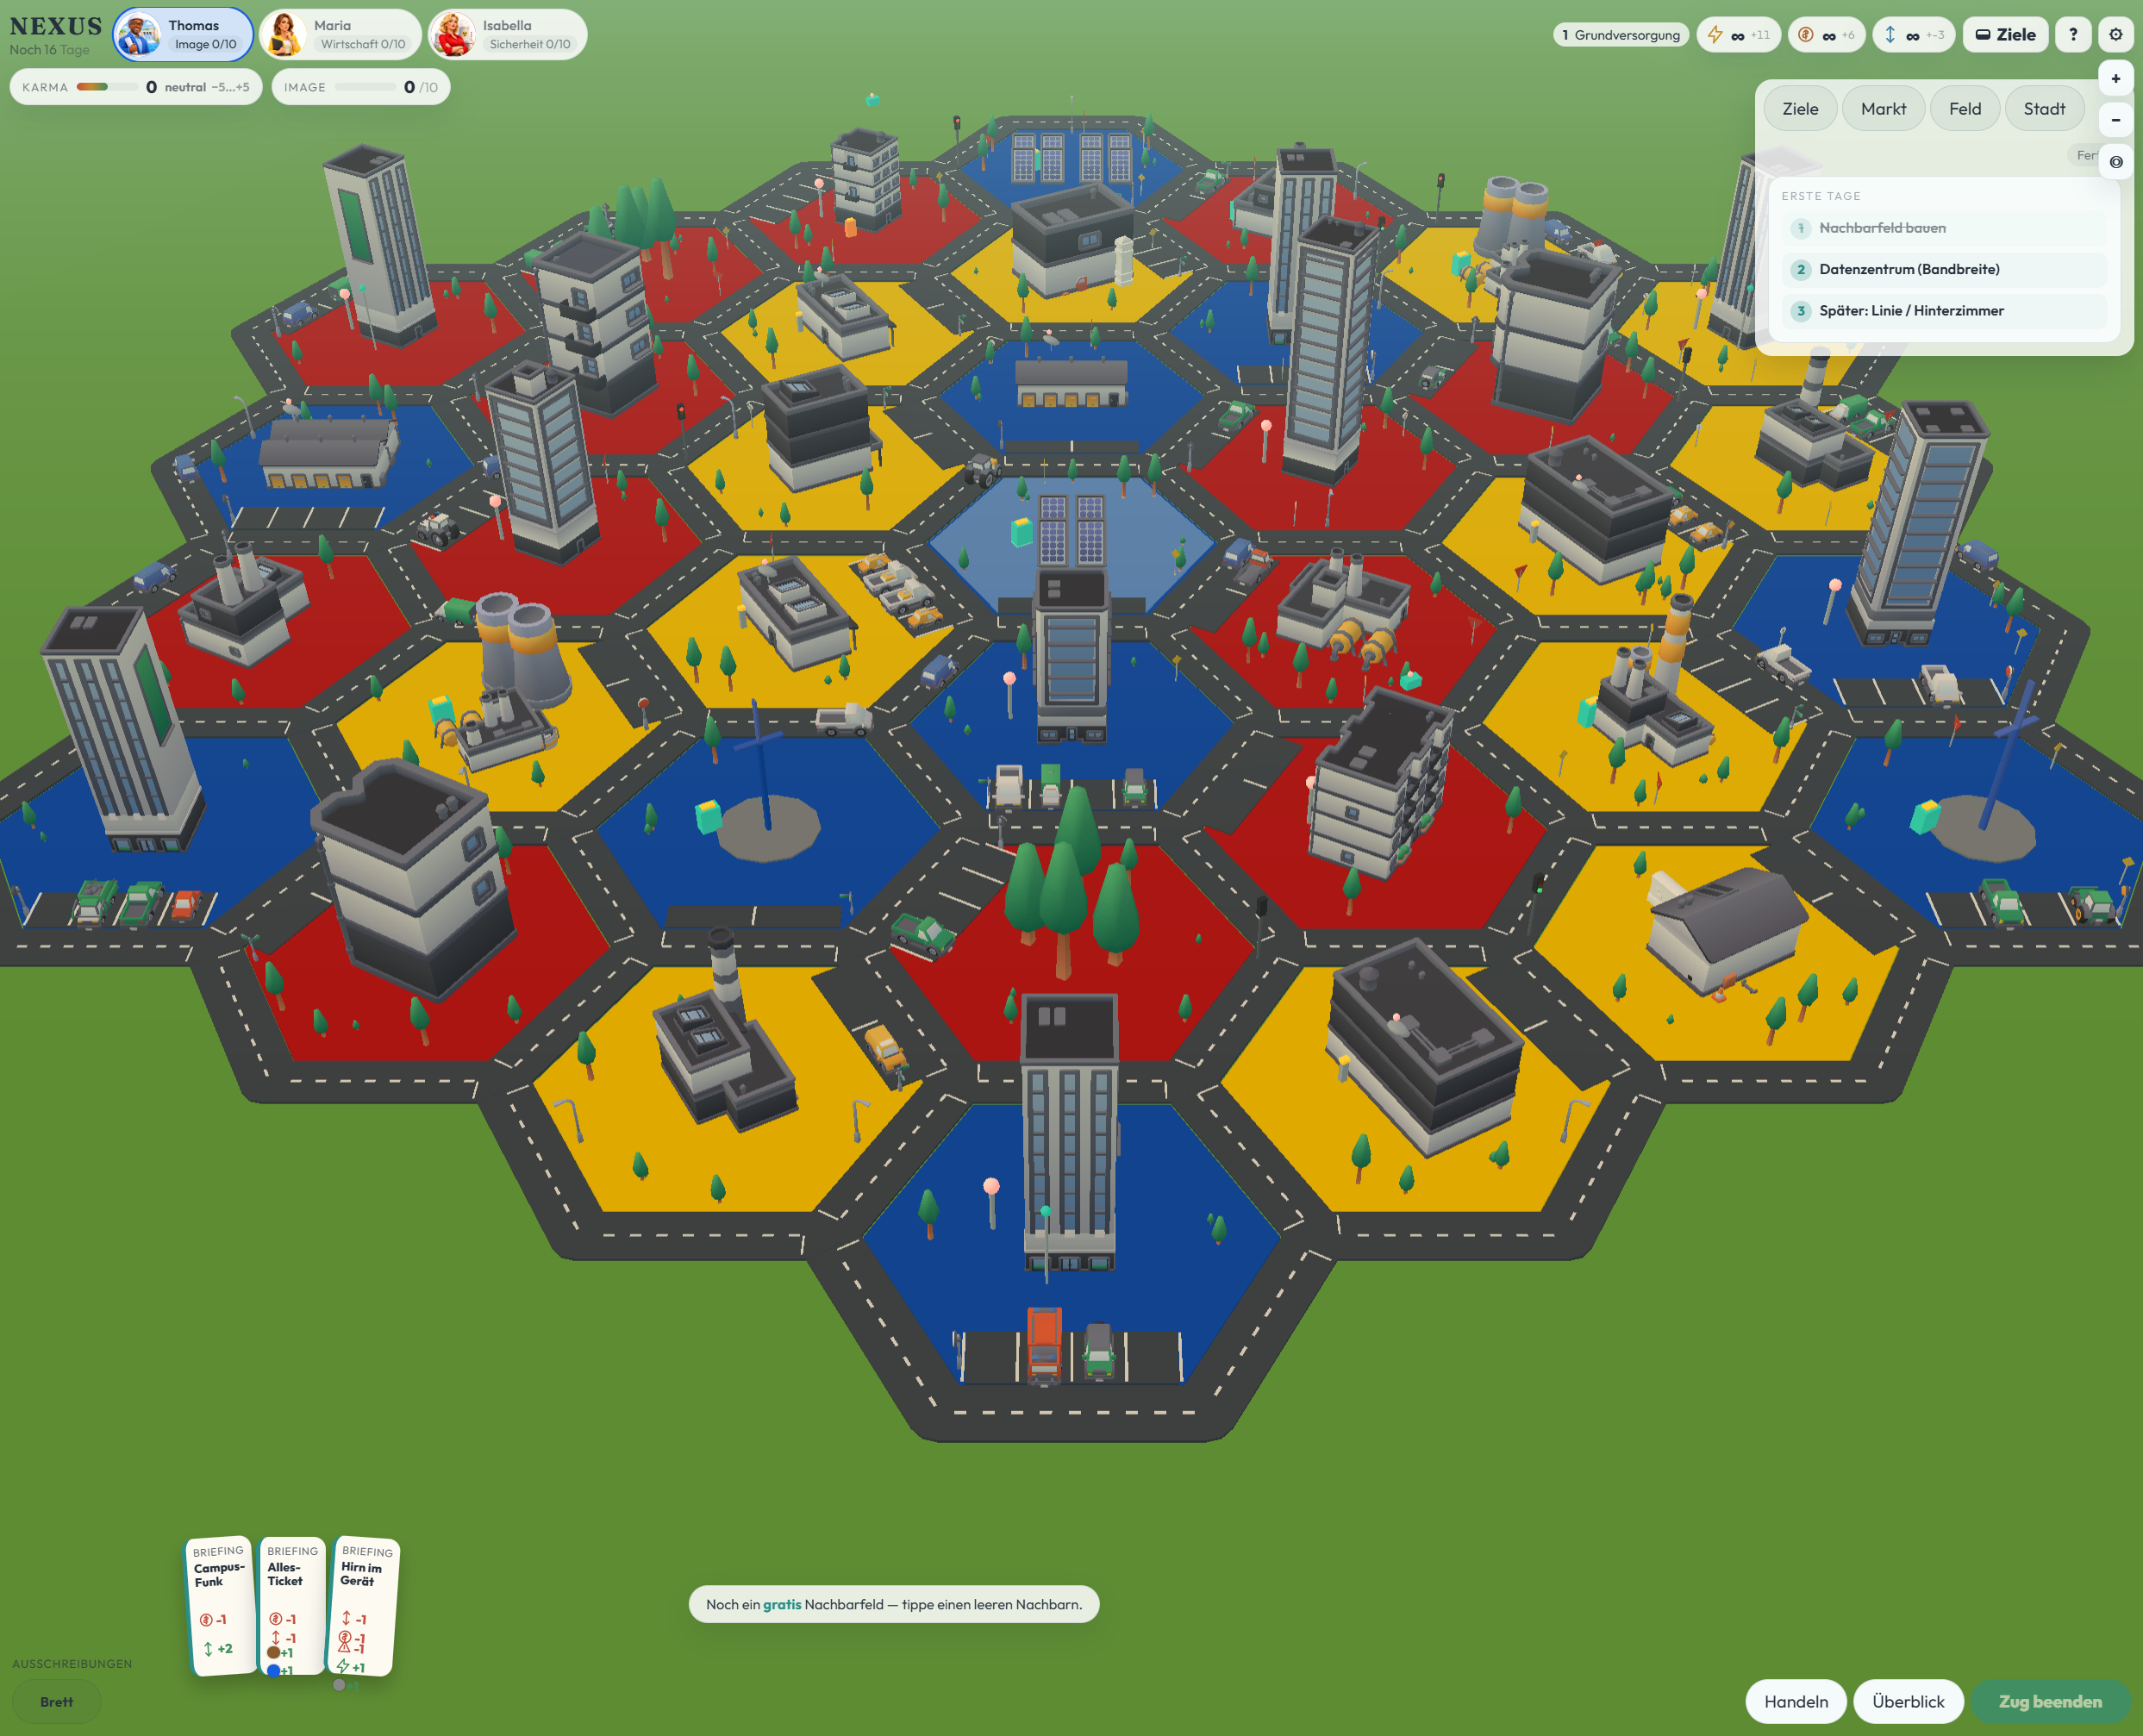 NEXUS
Noch 16 Tage
Thomas
Image 0/10
Maria
Wirtschaft 0/10
Isabella
Sicherheit 0/10
1 Grundversorgung
∞ +11
∞ +6
∞ +-3
Ziele
?
KARMA 0 neutral −5…+5
IMAGE 0 /10
+
−
Ziele
Markt
Feld
Stadt
ERSTE TAGE
1 Nachbarfeld bauen
2 Datenzentrum (Bandbreite)
3 Später: Linie / Hinterzimmer
BRIEFING
Campus-
Funk
-1
+2
BRIEFING
Alles-
Ticket
-1
-1
+1
+1
BRIEFING
Hirn im
Gerät
-1
-1
-1
+1
Noch ein gratis Nachbarfeld — tippe einen leeren Nachbarn.
AUSSCHREIBUNGEN
Brett
Handeln
Überblick
Zug beenden